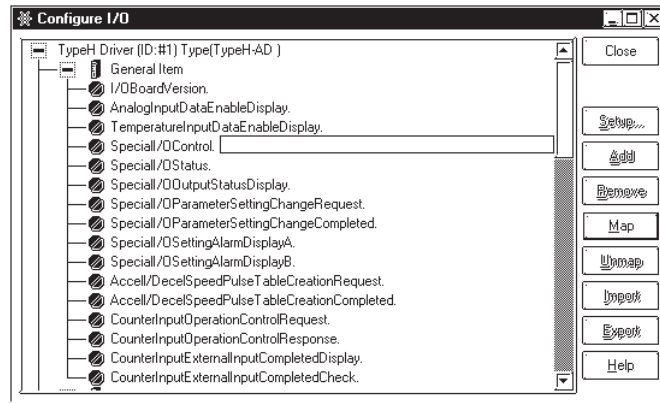 Configure I/O
TypeH Driver (ID:#1) Type(TypeH-AD )
General Item
I/OBoardVersion.
AnalogInputDataEnableDisplay.
TemperatureInputDataEnableDisplay.
SpecialI/OControl.
SpecialI/OStatus.
SpecialI/OOutputStatusDisplay.
SpecialI/OParameterSettingChangeRequest.
SpecialI/OParameterSettingChangeCompleted.
SpecialI/OSettingAlarmDisplayA.
SpecialI/OSettingAlarmDisplayB.
Accell/DecelSpeedPulseTableCreationRequest.
Accell/DecelSpeedPulseTableCreationCompleted.
CounterInputOperationControlRequest.
CounterInputOperationControlResponse.
CounterInputExternalInputCompletedDisplay.
CounterInputExternalInputCompletedCheck.
Close
Setup...
Add
Remove
Map
Unmap
Import
Export
Help